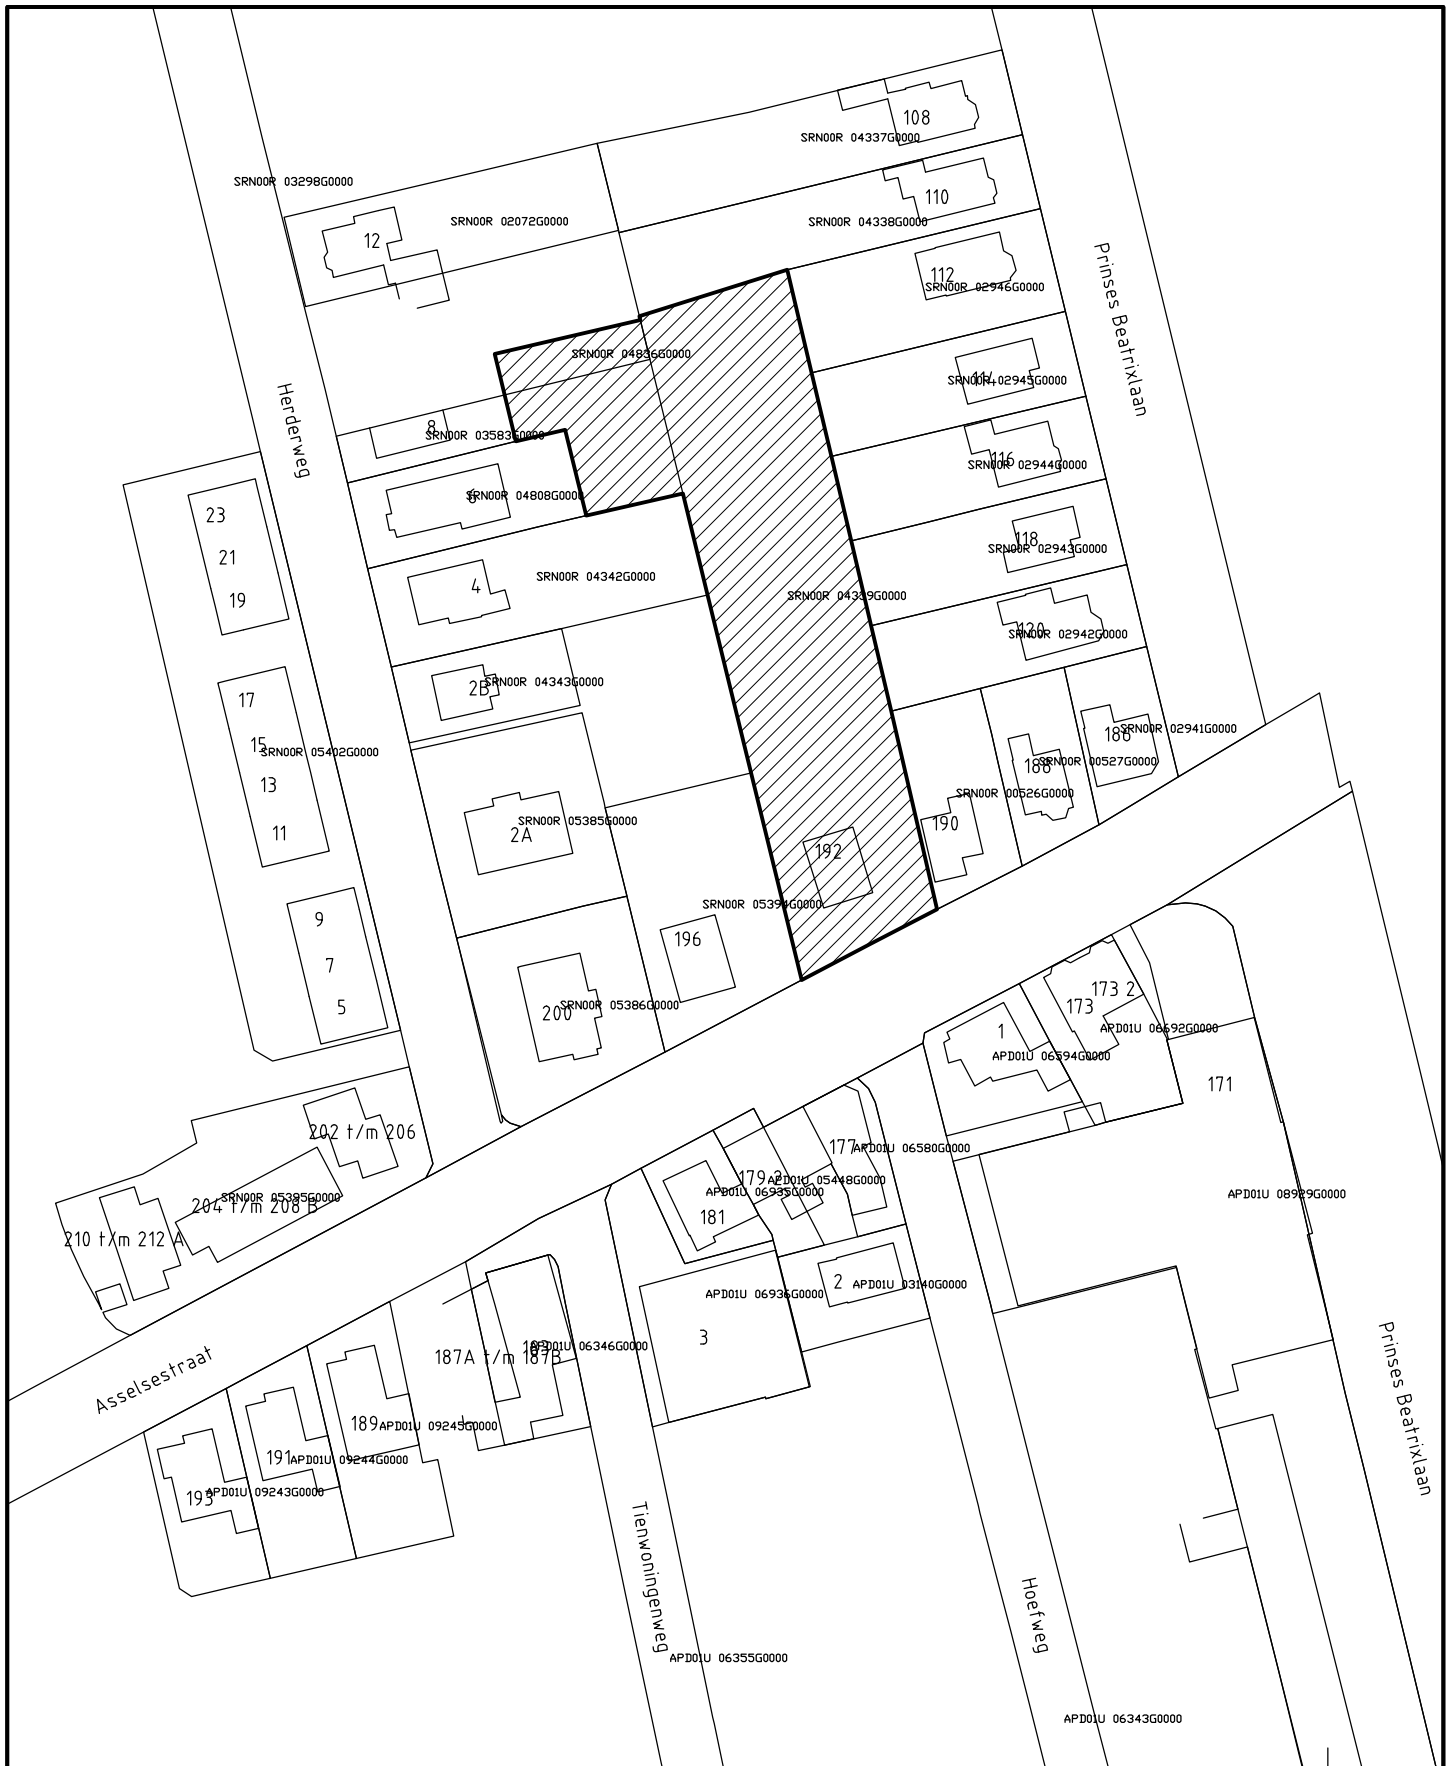 108
SRN00R 04337G0000
SRN00R 03298G0000
110
SRN00R 02072G0000
SRN00R 04338G0000
12
112
SRN00R 02946G0000
Prinses Beatrixlaan
SRN00R 04836G0000
114
SRN00R 02945G0000
Herderweg
8
SRN00R 03583G0000
116
SRN00R 02944G0000
6
SRN00R 04808G0000
23
118
SRN00R 02943G0000
21
SRN00R 04342G0000
4
SRN00R 04339G0000
19
120
SRN00R 02942G0000
2B
SRN00R 04343G0000
17
186
SRN00R 02941G0000
15
SRN00R 05402G0000
188
SRN00R 00527G0000
13
SRN00R 00526G0000
190
11
2A
SRN00R 05385G0000
192
SRN00R 05394G0000
9
196
7
5
200
SRN00R 05386G0000
173 2
173
1
APD01U 06692G0000
APD01U 06594G0000
171
202 t/m 206
177
APD01U 06580G0000
179 2
APD01U 05448G0000
APD01U 06935G0000
APD01U 08929G0000
SRN00R 05395G0000
204 t/m 208 B
181
210 t/m 212 A
2
APD01U 03140G0000
APD01U 06936G0000
3
APD01U 06346G0000
187A t/m 187B
Asselsestraat
Prinses Beatrixlaan
189
APD01U 09245G0000
191
APD01U 09244G0000
193
APD01U 09243G0000
Tienwoningenweg
Hoefweg
APD01U 06355G0000
APD01U 06343G0000